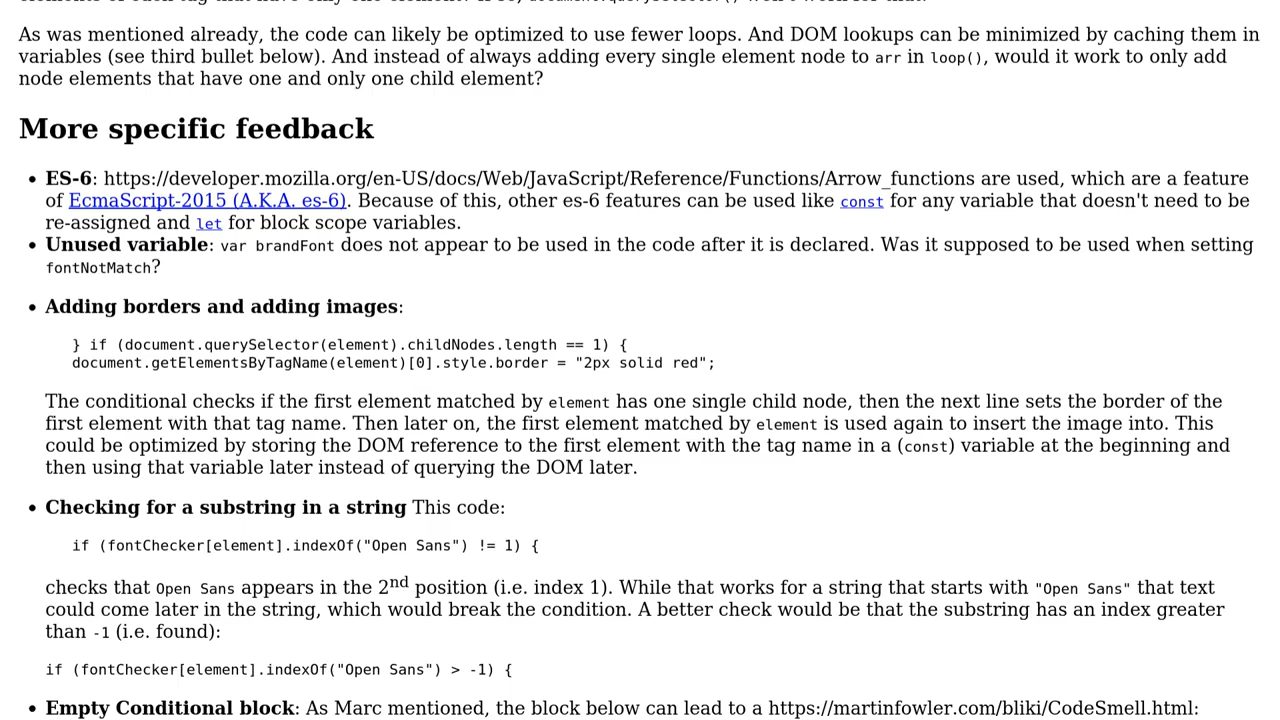 As was mentioned already, the code can likely be optimized to use fewer loops. And DOM lookups can be minimized by caching them in
variables (see third bullet below). And instead of always adding every single element node to arr in loop(), would it work to only add
node elements that have one and only one child element?
More specific feedback
• ES-6: https://developer.mozilla.org/en-US/docs/Web/JavaScript/Reference/Functions/Arrow_functions are used, which are a feature
of EcmaScript-2015 (A.K.A. es-6). Because of this, other es-6 features can be used like const for any variable that doesn't need to be
re-assigned and let for block scope variables.
• Unused variable: var brandFont does not appear to be used in the code after it is declared. Was it supposed to be used when setting
fontNotMatch?
• Adding borders and adding images:
} if (document.querySelector(element).childNodes.length == 1) {
document.getElementsByTagName(element)[0].style.border = "2px solid red";
The conditional checks if the first element matched by element has one single child node, then the next line sets the border of the
first element with that tag name. Then later on, the first element matched by element is used again to insert the image into. This
could be optimized by storing the DOM reference to the first element with the tag name in a (const) variable at the beginning and
then using that variable later instead of querying the DOM later.
• Checking for a substring in a string This code:
if (fontChecker[element].indexOf("Open Sans") != 1) {
checks that Open Sans appears in the 2nd position (i.e. index 1). While that works for a string that starts with "Open Sans" that text
could come later in the string, which would break the condition. A better check would be that the substring has an index greater
than -1 (i.e. found):
if (fontChecker[element].indexOf("Open Sans") > -1) {
• Empty Conditional block: As Marc mentioned, the block below can lead to a https://martinfowler.com/bliki/CodeSmell.html: